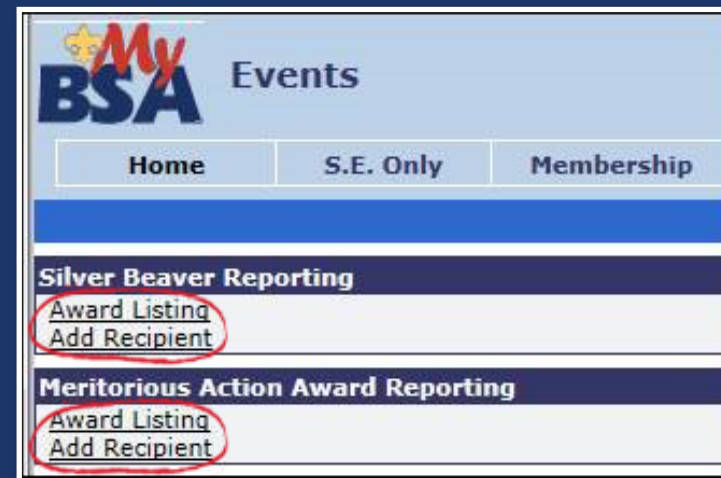 My
BSA
Events
Home S.E. Only Membership
Silver Beaver Reporting
Award Listing
Add Recipient
Meritorious Action Award Reporting
Award Listing
Add Recipient